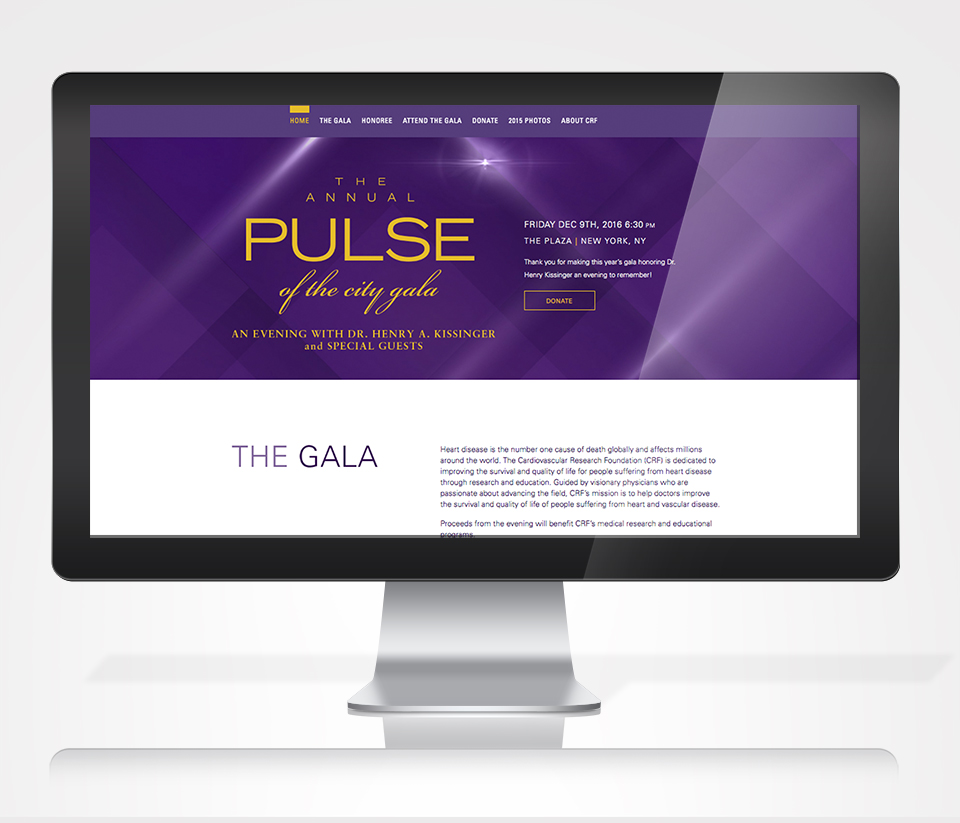 HOME THE GALA HONOREE ATTEND THE GALA DONATE 2015 PHOTOS ABOUT CRF
THE
ANNUAL
PULSE
of the city gala
AN EVENING WITH DR. HENRY A. KISSINGER
and SPECIAL GUESTS
FRIDAY DEC 9TH, 2016 6:30 PM
THE PLAZA | NEW YORK, NY
Thank you for making this year's gala honoring Dr.
Henry Kissinger an evening to remember!
DONATE
THE GALA
Heart disease is the number one cause of death globally and affects millions
around the world. The Cardiovascular Research Foundation (CRF) is dedicated to
improving the survival and quality of life for people suffering from heart disease
through research and education. Guided by visionary physicians who are
passionate about advancing the field, CRF's mission is to help doctors improve
the survival and quality of life of people suffering from heart and vascular disease.
Proceeds from the evening will benefit CRF's medical research and educational
programs.